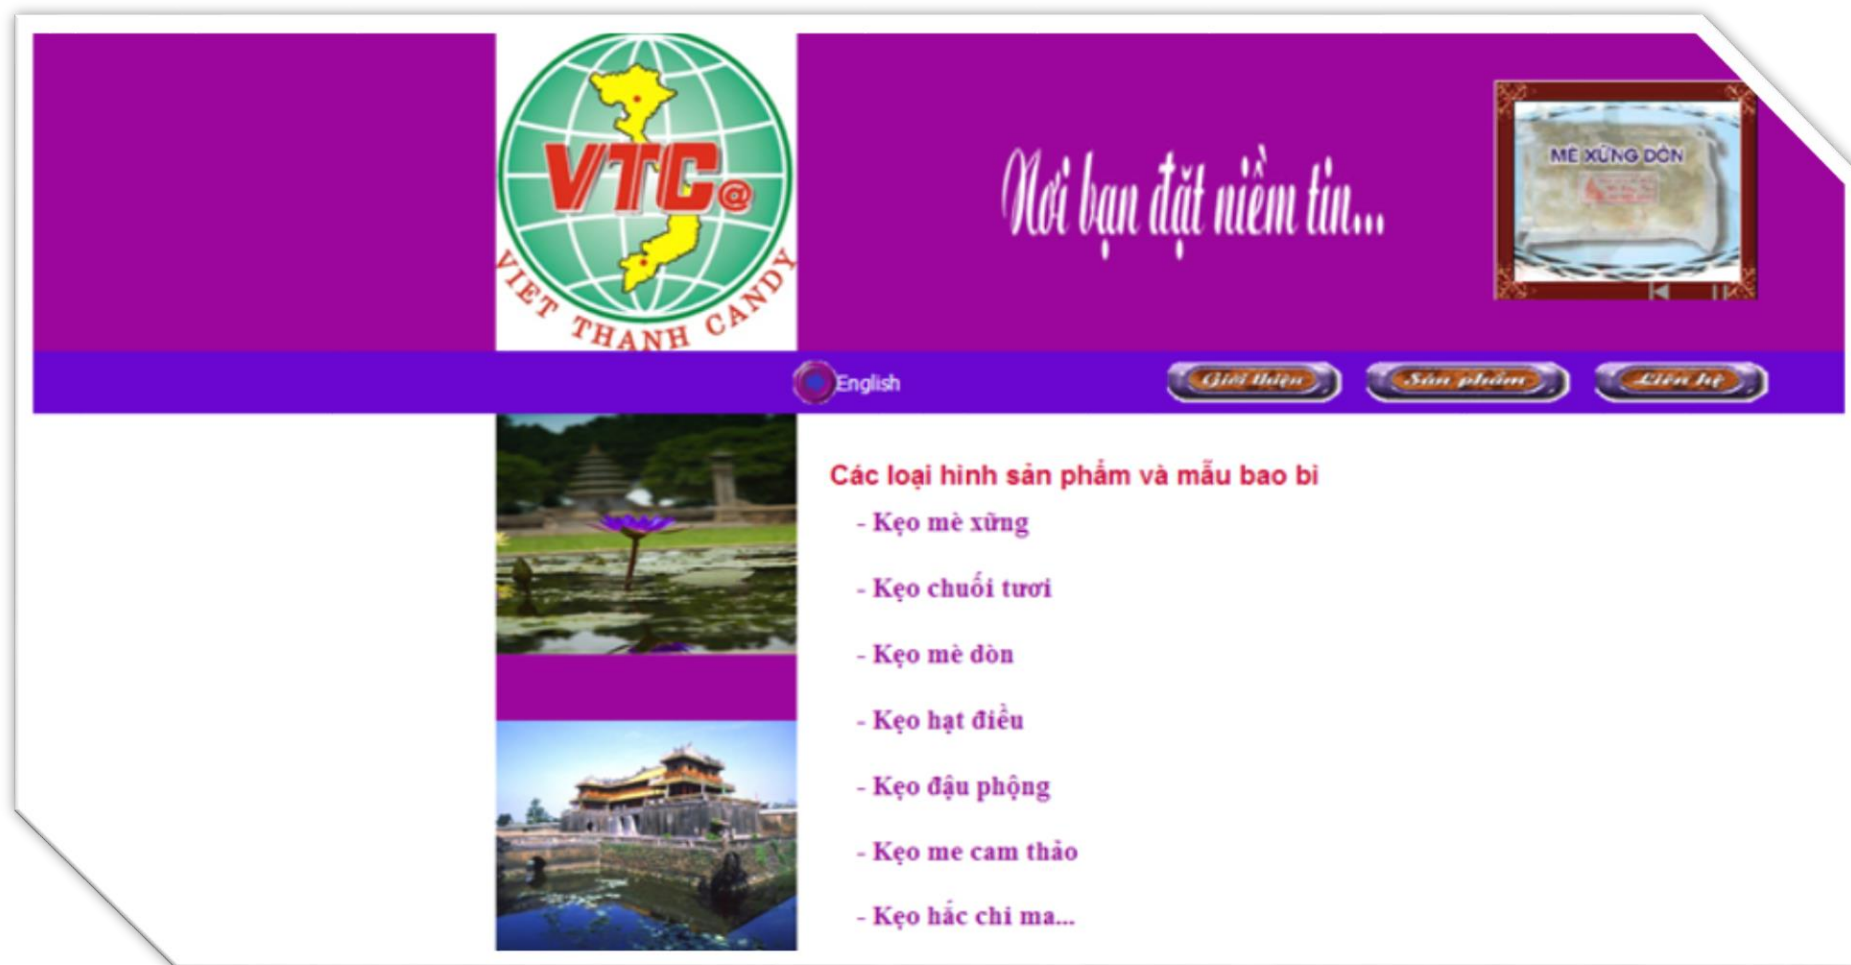 VTC@
VIET THANH CANDY
Nơi bạn đặt niềm tin...
MÈ XỬNG DÒN
English
Giới thiệu
Sản phẩm
Liên hệ
Các loại hình sản phẩm và mẫu bao bì
- Kẹo mè xững
- Kẹo chuối tươi
- Kẹo mè dòn
- Kẹo hạt điều
- Kẹo đậu phộng
- Kẹo me cam thảo
- Kẹo hắc chi ma...